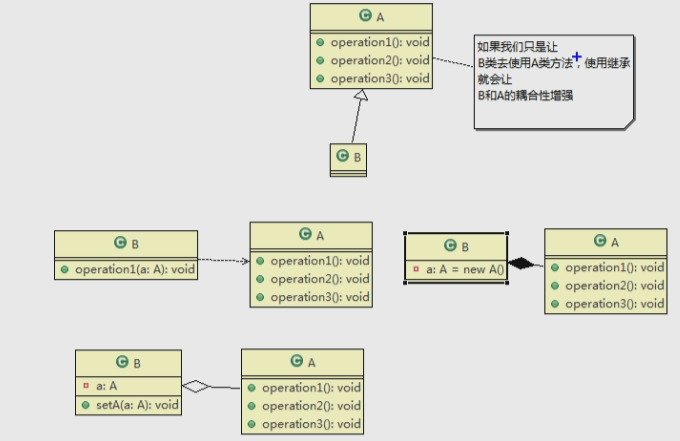 C A
operation1(): void
operation2(): void
operation3(): void
如果我们只是让
B类去使用A类方法，使用继承
就会让
B和A的耦合性增强
C B
C B
operation1(a: A): void
C A
operation1(): void
operation2(): void
operation3(): void
C B
a: A = new A()
C A
operation1(): void
operation2(): void
operation3(): void
C B
a: A
setA(a: A): void
C A
operation1(): void
operation2(): void
operation3(): void